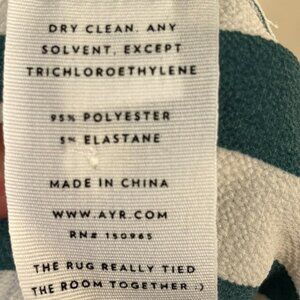 DRY CLEAN. ANY
SOLVENT, EXCEPT
TRICHLOROETHYLENE
95% POLYESTER
5% ELASTANE
MADE IN CHINA
WWW.AYR.COM
RN# 150965
THE RUG REALLY TIED
THE ROOM TOGETHER :)